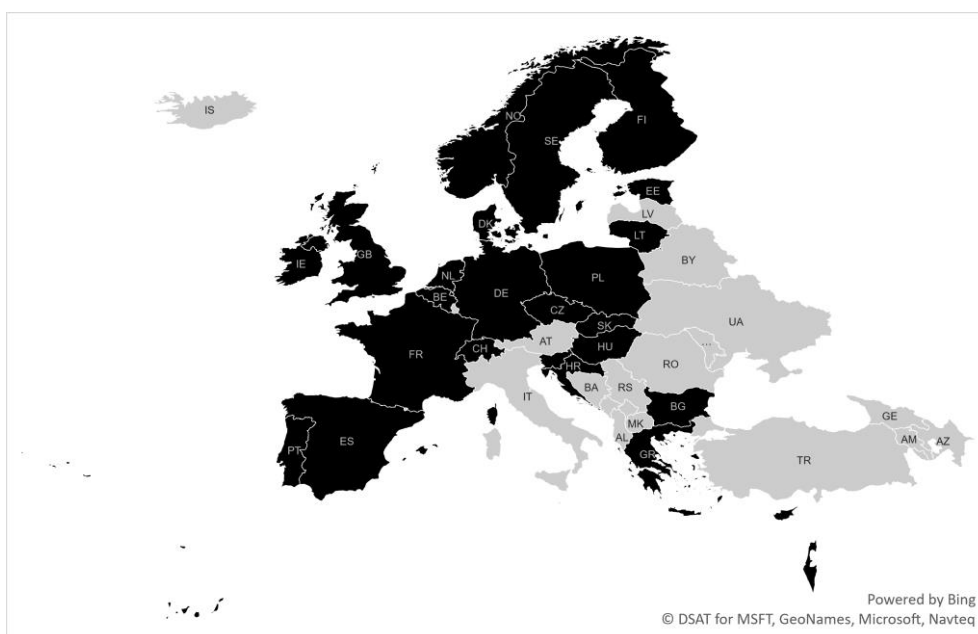 IS
NO
SE
FI
EE
LV
LT
DK
IE
GB
BY
NL
BE
DE
PL
CZ
UA
SK
FR
CH
AT
HU
...
RO
HR
BA
RS
IT
BG
MK
AL
GE
AM
AZ
PT
ES
GR
TR
Powered by Bing
© DSAT for MSFT, GeoNames, Microsoft, Navteq